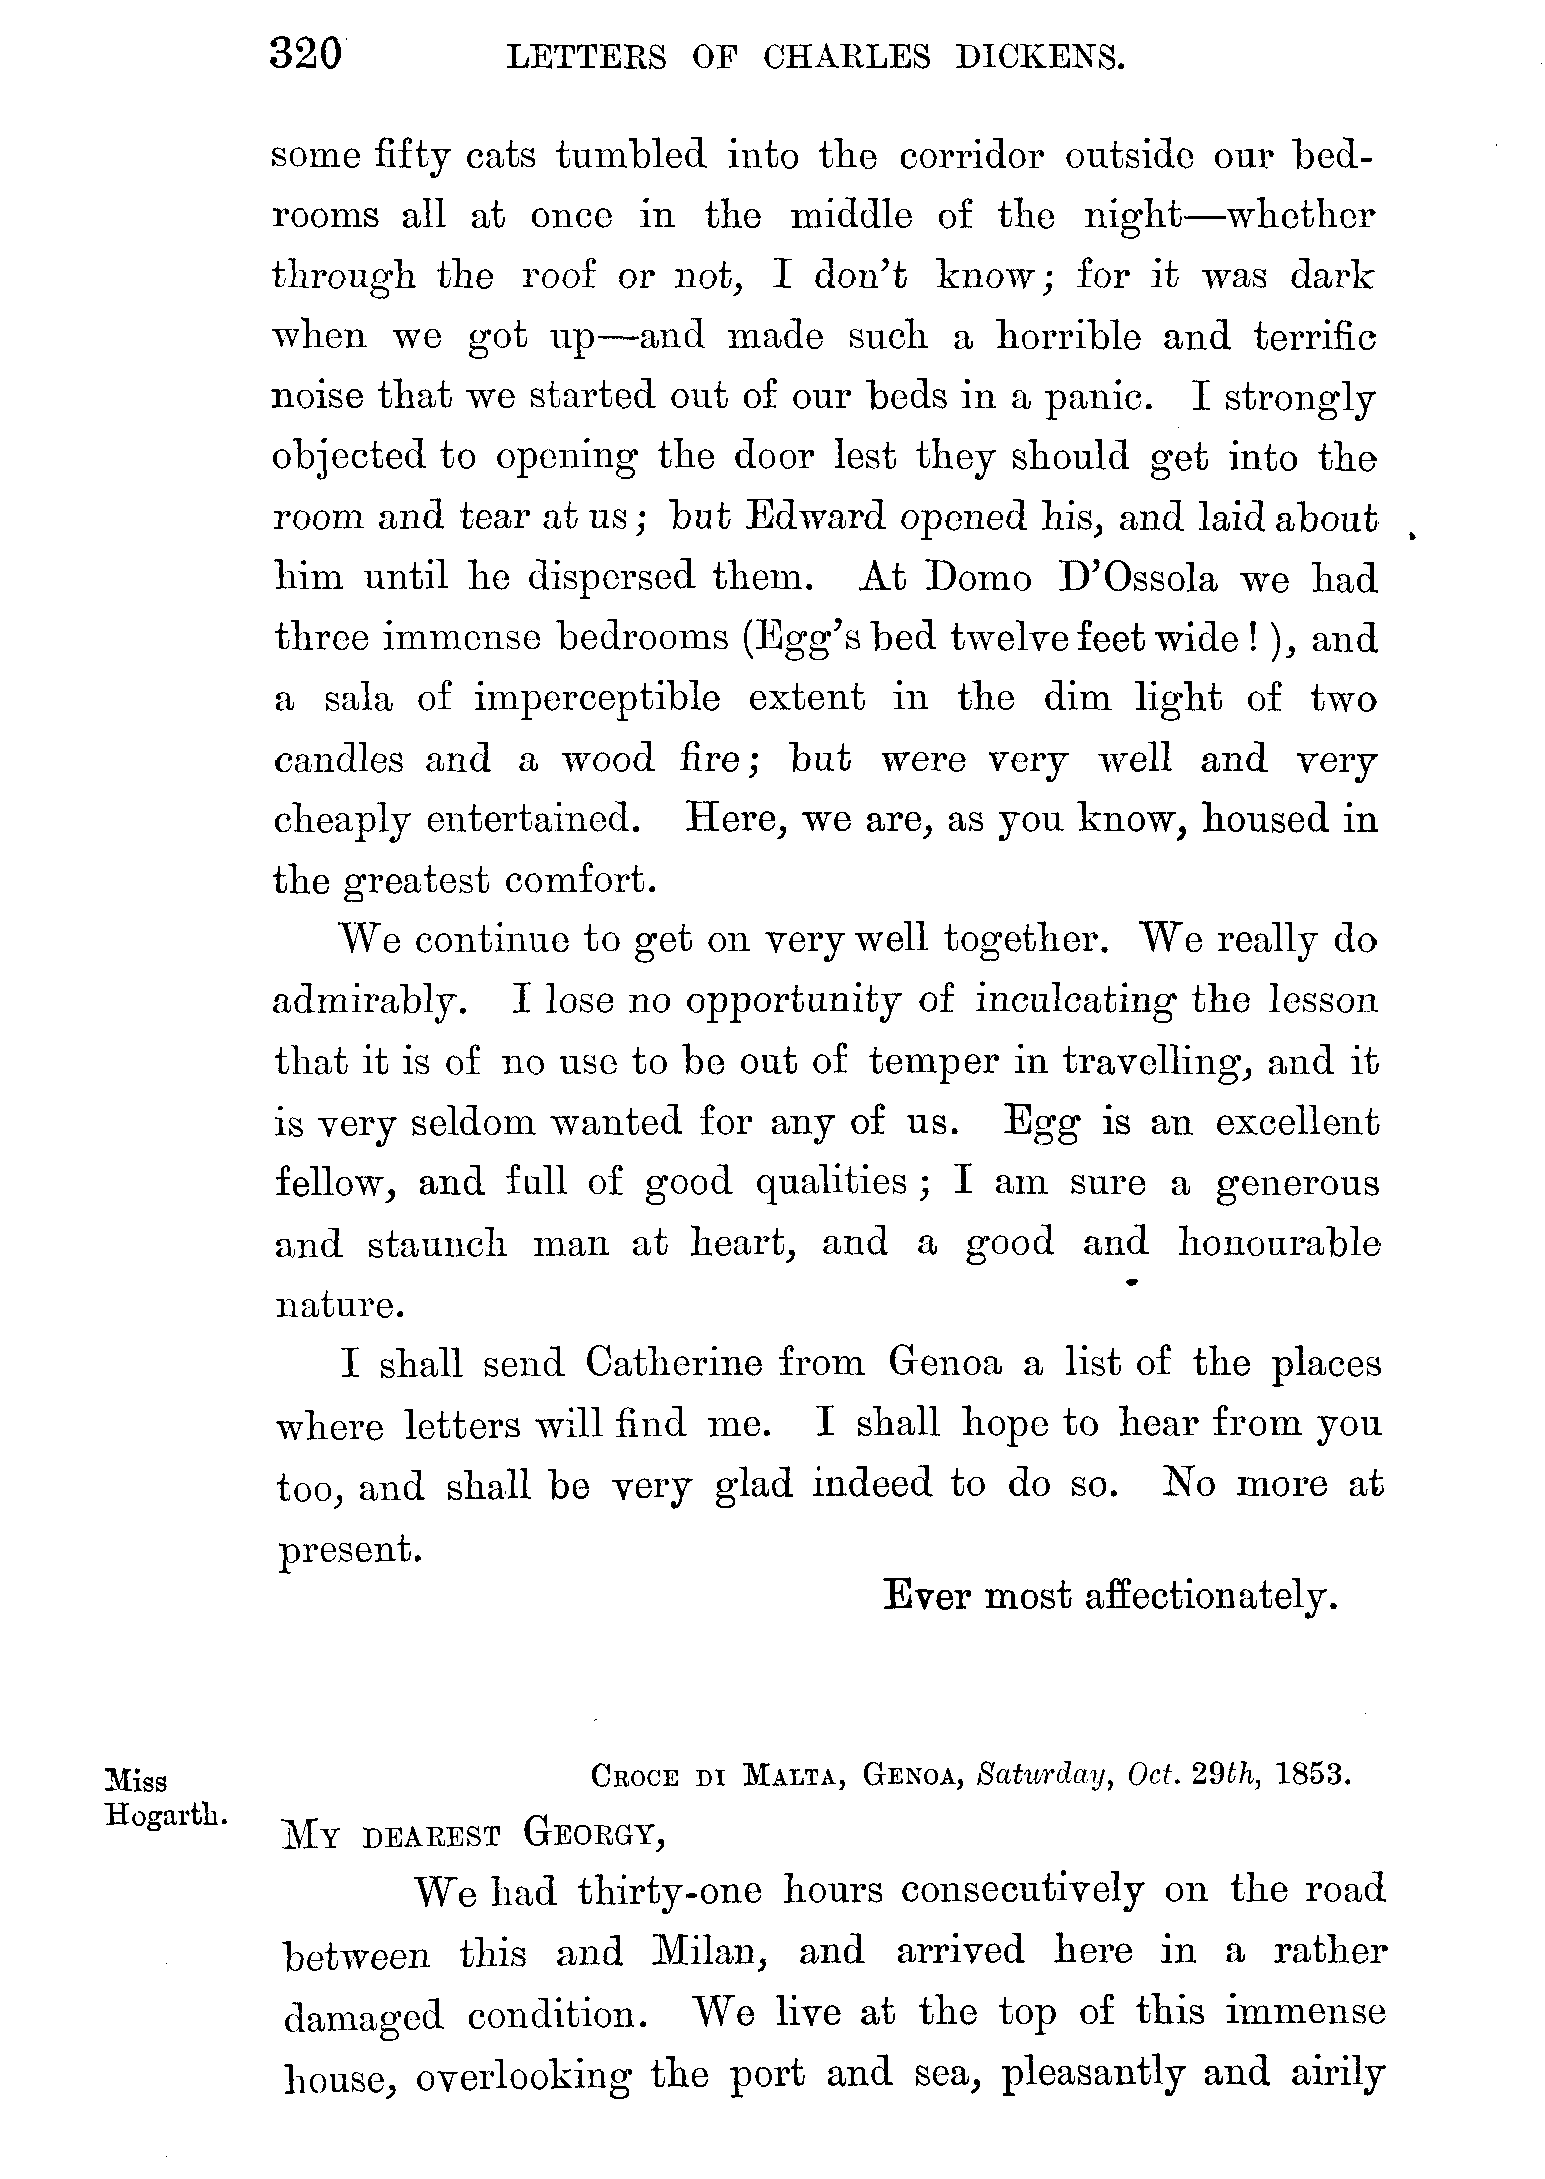 320 LETTERS OF CHARLES DICKENS.
some fifty cats tumbled into the corridor outside our bed-
rooms all at once in the middle of the night—whether
through the roof or not, I don't know; for it was dark
when we got up—and made such a horrible and terrific
noise that we started out of our beds in a panic. I strongly
objected to opening the door lest they should get into the
room and tear at us; but Edward opened his, and laid about
him until he dispersed them. At Domo D'Ossola we had
three immense bedrooms (Egg's bed twelve feet wide!), and
a sala of imperceptible extent in the dim light of two
candles and a wood fire; but were very well and very
cheaply entertained. Here, we are, as you know, housed in
the greatest comfort.
We continue to get on very well together. We really do
admirably. I lose no opportunity of inculcating the lesson
that it is of no use to be out of temper in travelling, and it
is very seldom wanted for any of us. Egg is an excellent
fellow, and full of good qualities; I am sure a generous
and staunch man at heart, and a good and honourable
nature.
I shall send Catherine from Genoa a list of the places
where letters will find me. I shall hope to hear from you
too, and shall be very glad indeed to do so. No more at
present.
Ever most affectionately.
Miss
Hogarth.
CROCE DI MALTA, GENOA, Saturday, Oct. 29th, 1853.
MY DEAREST GEORGY,
We had thirty-one hours consecutively on the road
between this and Milan, and arrived here in a rather
damaged condition. We live at the top of this immense
house, overlooking the port and sea, pleasantly and airily